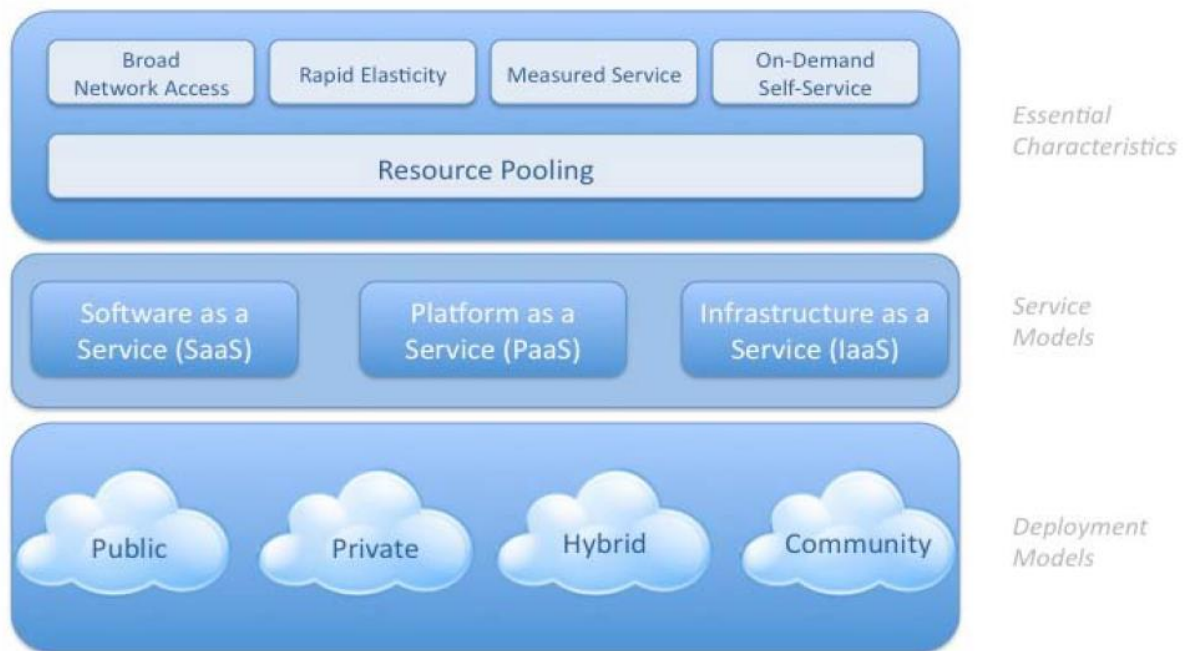 Broad
Network Access
Rapid Elasticity
Measured Service
On-Demand
Self-Service
Resource Pooling
Essential
Characteristics
Software as a
Service (SaaS)
Platform as a
Service (PaaS)
Infrastructure as a
Service (IaaS)
Service
Models
Public
Private
Hybrid
Community
Deployment
Models